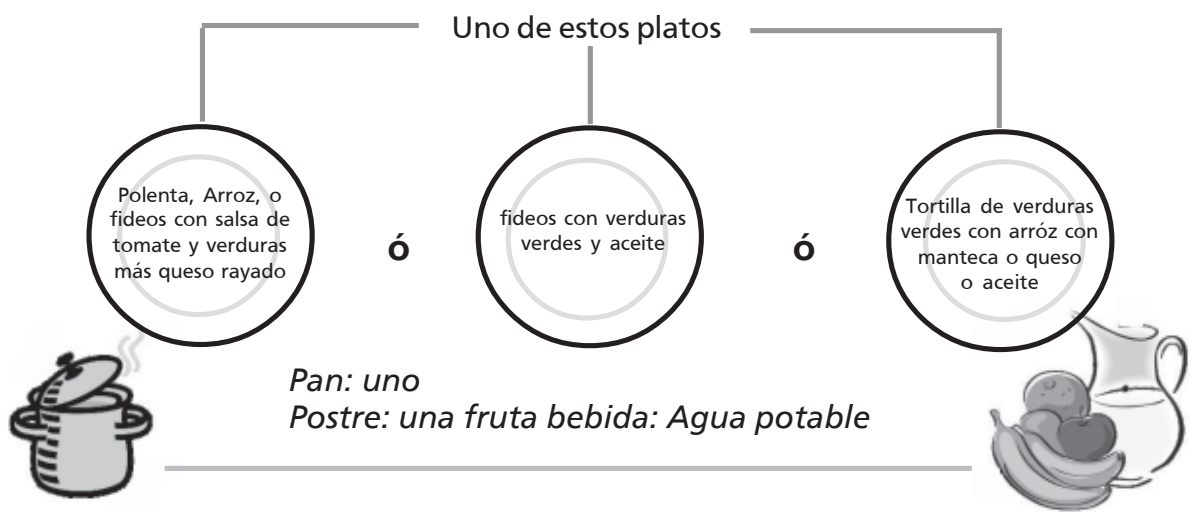 Uno de estos platos
Polenta, Arroz, o
fideos con salsa de
tomate y verduras
más queso rayado
ó
fideos con verduras
verdes y aceite
ó
Tortilla de verduras
verdes con arróz con
manteca o queso
o aceite
Pan: uno
Postre: una fruta bebida: Agua potable